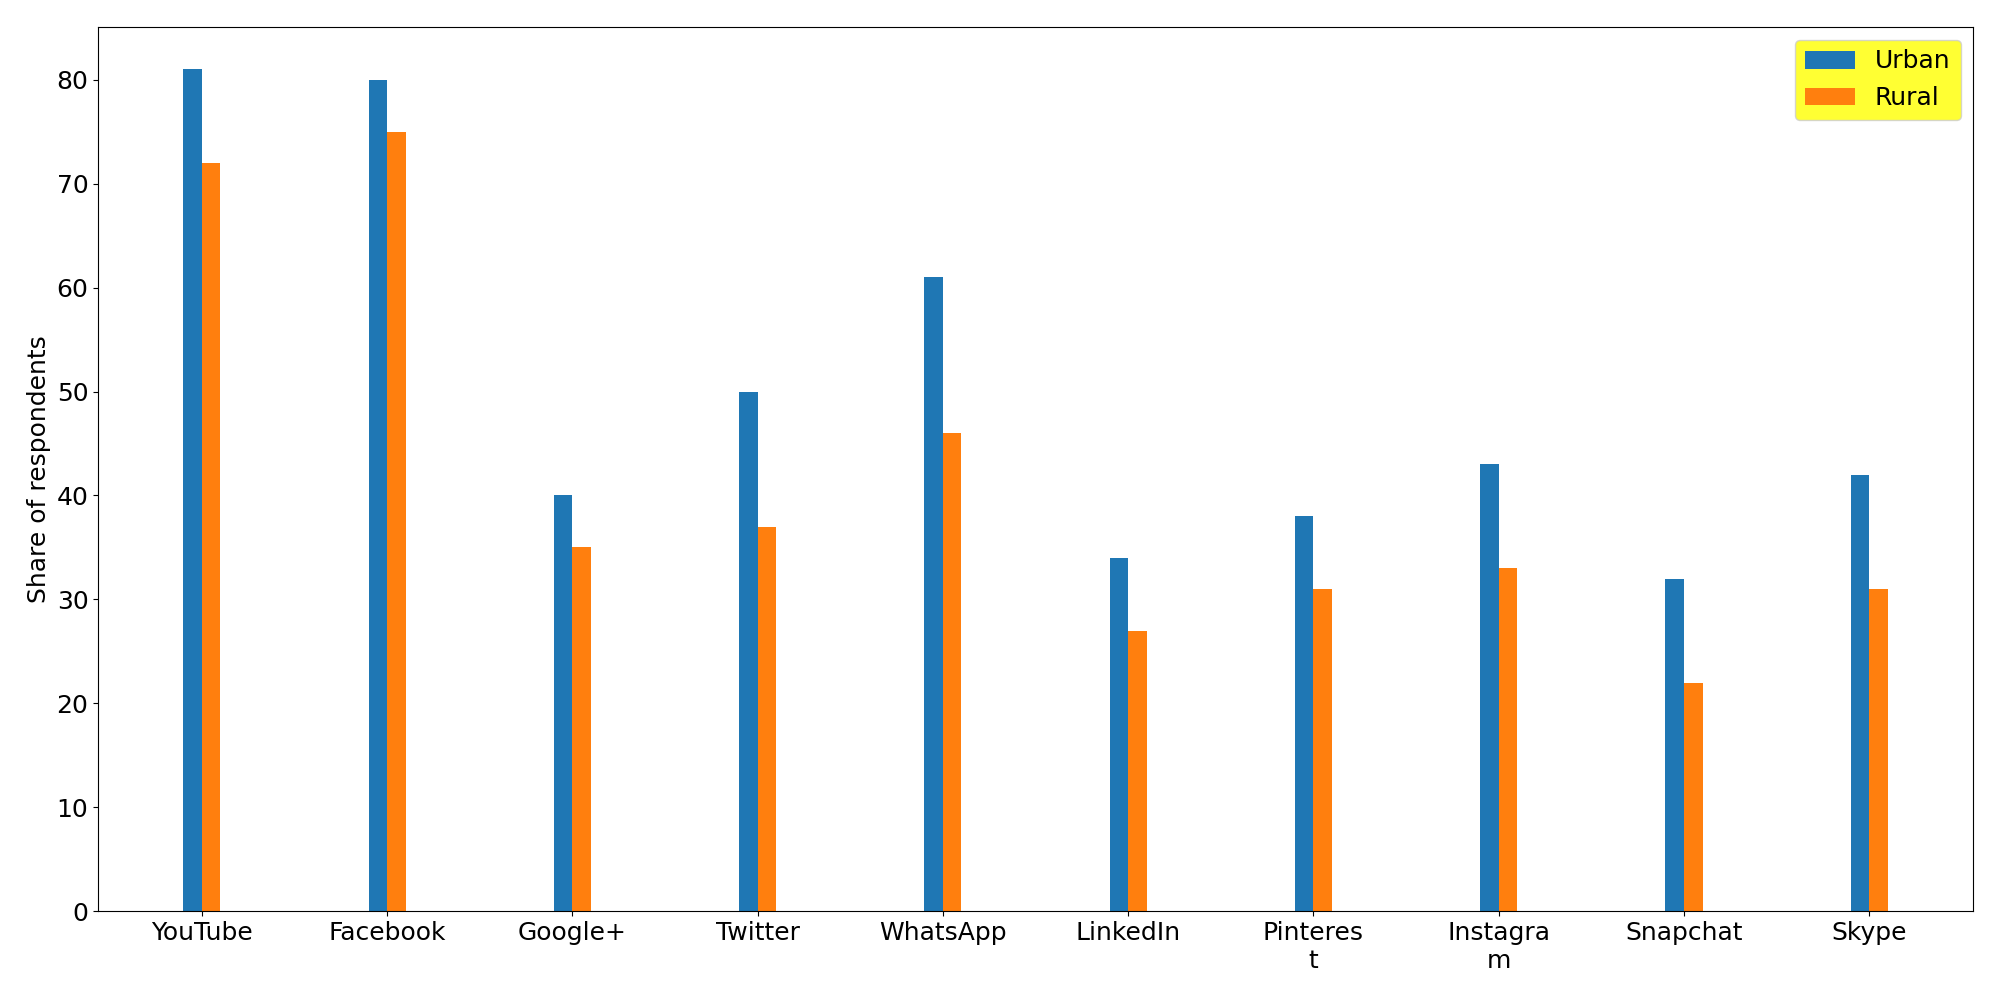 Urban
Rural
Share of respondents
80
70
60
50
40
30
20
10
0
YouTube
Facebook
Google+
Twitter
WhatsApp
LinkedIn
Pinteres
t
Instagra
m
Snapchat
Skype